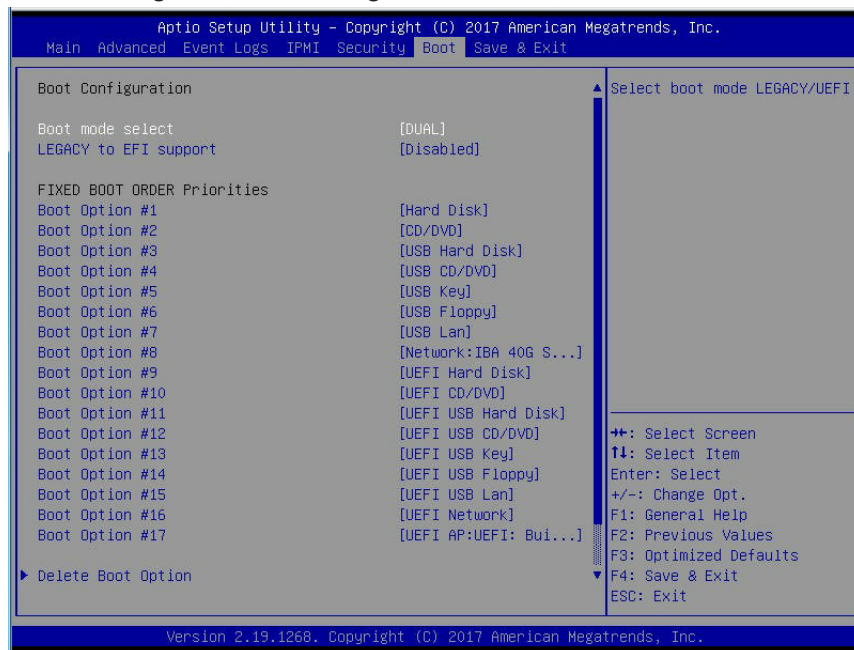 Aptio Setup Utility – Copyright (C) 2017 American Megatrends, Inc.
Main Advanced Event Logs IPMI Security Boot Save & Exit
Boot Configuration
Boot mode select [DUAL]
LEGACY to EFI support [Disabled]
FIXED BOOT ORDER Priorities
Boot Option #1 [Hard Disk]
Boot Option #2 [CD/DVD]
Boot Option #3 [USB Hard Disk]
Boot Option #4 [USB CD/DVD]
Boot Option #5 [USB Key]
Boot Option #6 [USB Floppy]
Boot Option #7 [USB Lan]
Boot Option #8 [Network:IBA 40G S...]
Boot Option #9 [UEFI Hard Disk]
Boot Option #10 [UEFI CD/DVD]
Boot Option #11 [UEFI USB Hard Disk]
Boot Option #12 [UEFI USB CD/DVD]
Boot Option #13 [UEFI USB Key]
Boot Option #14 [UEFI USB Floppy]
Boot Option #15 [UEFI USB Lan]
Boot Option #16 [UEFI Network]
Boot Option #17 [UEFI AP:UEFI: Bui...]
Delete Boot Option
Select boot mode LEGACY/UEFI
→←: Select Screen
↑↓: Select Item
Enter: Select
+/-: Change Opt.
F1: General Help
F2: Previous Values
F3: Optimized Defaults
F4: Save & Exit
ESC: Exit
Version 2.19.1268. Copyright (C) 2017 American Megatrends, Inc.